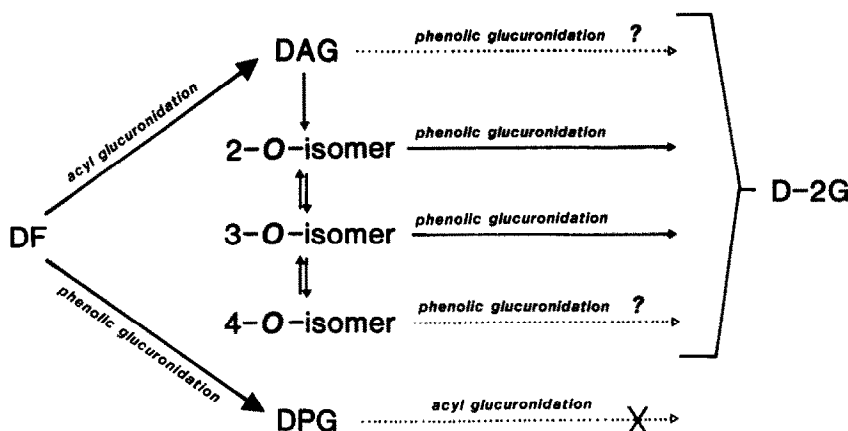 phenolic glucuronidation ?
DAG
acyl glucuronidation
2-O-isomer
phenolic glucuronidation
D-2G
3-O-isomer
phenolic glucuronidation
DF
4-O-isomer
phenolic glucuronidation ?
phenolic glucuronidation
DPG
acyl glucuronidation X